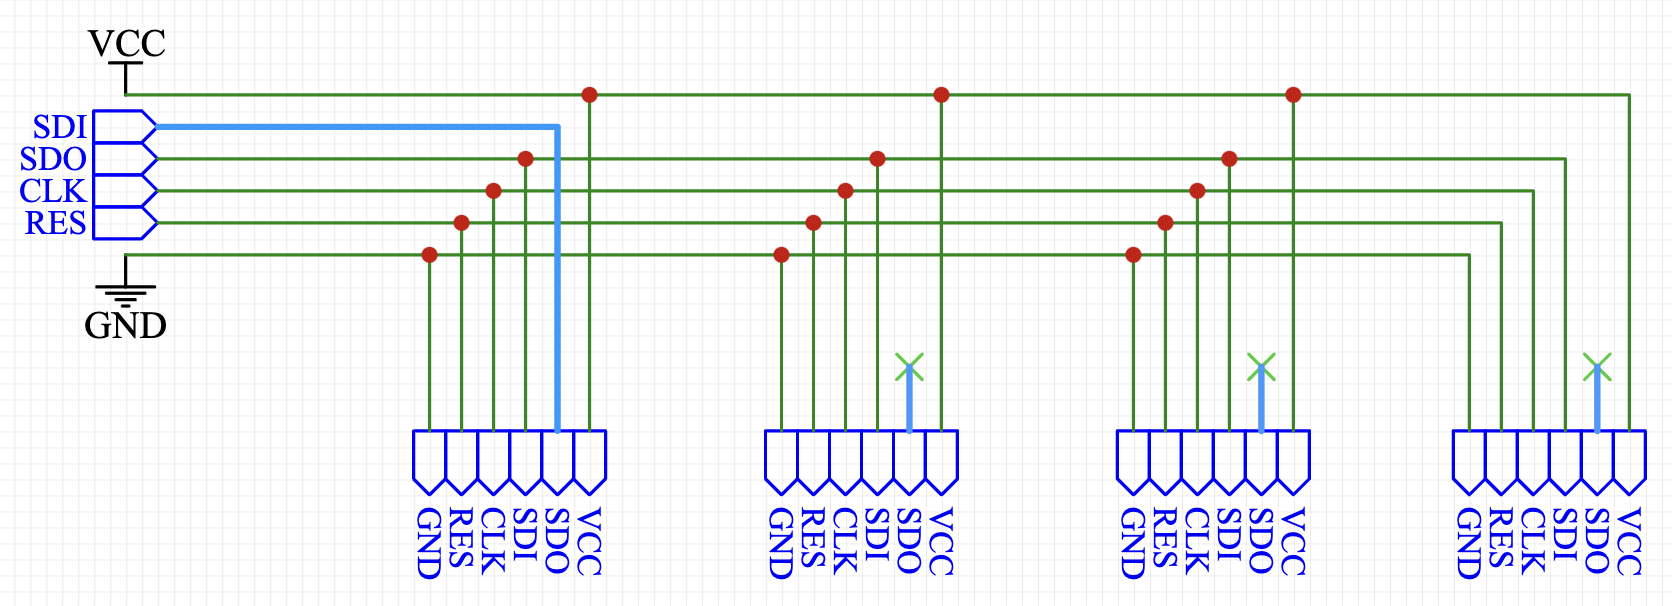 VCC
SDI
SDO
CLK
RES
GND
GND
RES
CLK
SDI
SDO
VCC
GND
RES
CLK
SDI
SDO
VCC
GND
RES
CLK
SDI
SDO
VCC
GND
RES
CLK
SDI
SDO
VCC